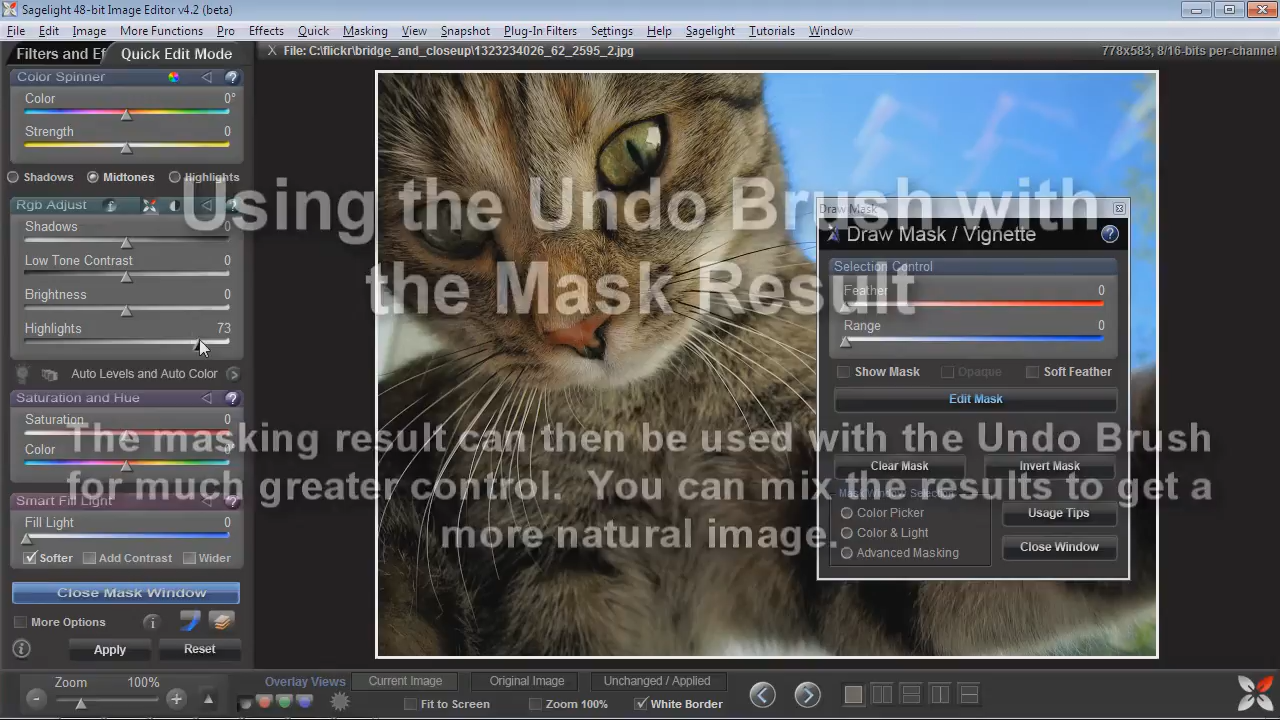 Sagelight 48-bit Image Editor v4.2 (beta)
File Edit Image More Functions Pro Effects Quick Masking View Snapshot Plug-In Filters Settings Help Sagelight Tutorials Window
Filters and Ef Quick Edit Mode X File: C:\flickr\bridge_and_closeup\1323234026_62_2595_2.jpg 778x583, 8/16-bits per-channel
Color Spinner
Color 0°
Strength 0
Shadows Midtones Highlights
Rgb Adjust
Shadows 0
Low Tone Contrast 0
Brightness 0
Highlights 73
Auto Levels and Auto Color
Saturation and Hue
Saturation 0
Color 0°
Smart Fill Light
Fill Light 0
Softer Add Contrast Wider
Close Mask Window
More Options
Apply Reset
Using the Undo Brush with
the Mask Result
The masking result can then be used with the Undo Brush
for much greater control. You can mix the results to get a
more natural image.
Draw Mask
Draw Mask / Vignette
Selection Control
Feather 0
Range 0
Show Mask Opaque Soft Feather
Edit Mask
Clear Mask Invert Mask
Mask Window Selection
Color Picker Usage Tips
Color & Light
Advanced Masking Close Window
Zoom 100% Overlay Views Current Image Original Image Unchanged / Applied
Fit to Screen Zoom 100% White Border